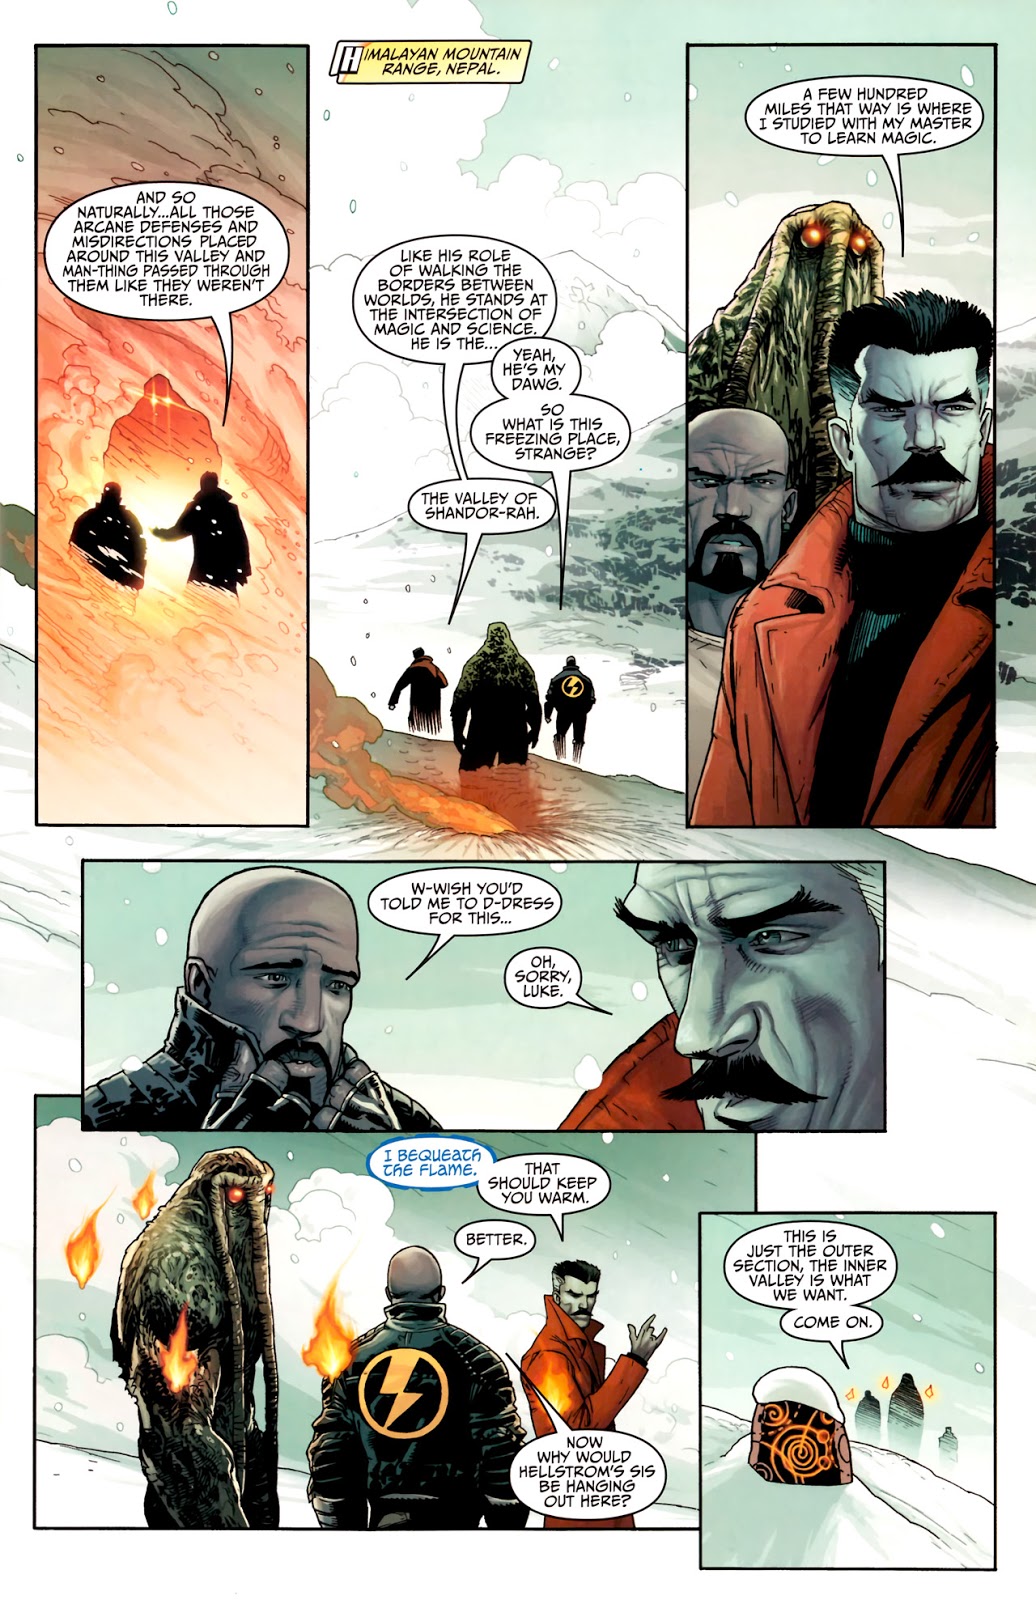 HIMALAYAN MOUNTAIN
RANGE, NEPAL.
AND SO
NATURALLY...ALL THOSE
ARCANE DEFENSES AND
MISDIRECTIONS PLACED
AROUND THIS VALLEY AND
MAN-THING PASSED THROUGH
THEM LIKE THEY WEREN'T
THERE.
LIKE HIS ROLE
OF WALKING THE
BORDERS BETWEEN
WORLDS, HE STANDS AT
THE INTERSECTION OF
MAGIC AND SCIENCE.
HE IS THE...
YEAH,
HE'S MY
DAWG.
SO
WHAT IS THIS
FREEZING PLACE,
STRANGE?
THE VALLEY OF
SHANDOR-RAH.
A FEW HUNDRED
MILES THAT WAY IS WHERE
I STUDIED WITH MY MASTER
TO LEARN MAGIC.
W-WISH YOU'D
TOLD ME TO D-DRESS
FOR THIS...
OH,
SORRY,
LUKE.
I BEQUEATH
THE FLAME.
THAT
SHOULD KEEP
YOU WARM.
BETTER.
NOW
WHY WOULD
HELLSTROM'S SIS
BE HANGING
OUT HERE?
THIS IS
JUST THE OUTER
SECTION, THE INNER
VALLEY IS WHAT
WE WANT.
COME ON.